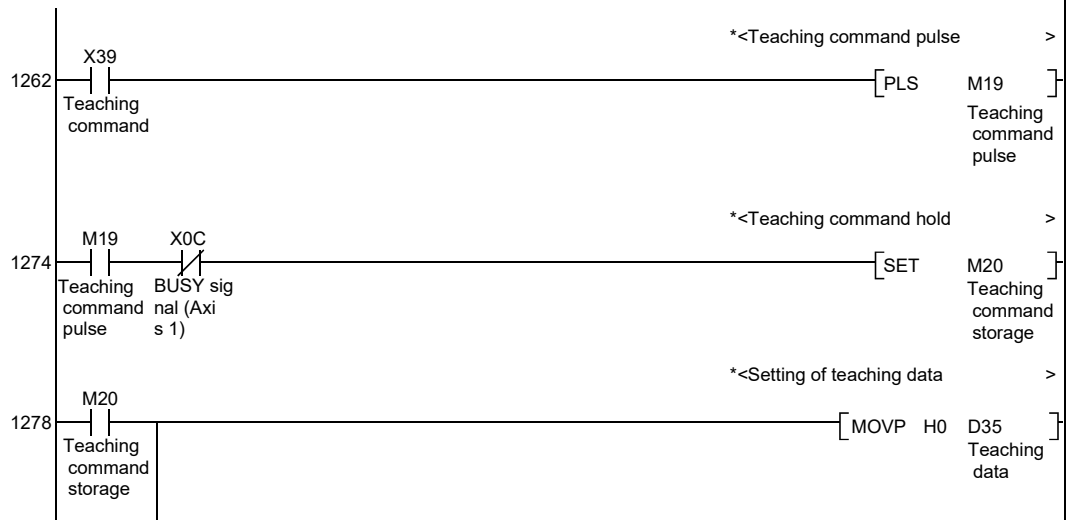 *<Teaching command pulse >
X39
1262
PLS M19
Teaching
command
Teaching
command
pulse
*<Teaching command hold >
M19 X0C
1274
SET M20
Teaching
command
pulse
BUSY sig
nal (Axi
s 1)
Teaching
command
storage
*<Setting of teaching data >
M20
1278
MOVP H0 D35
Teaching
command
storage
Teaching
data